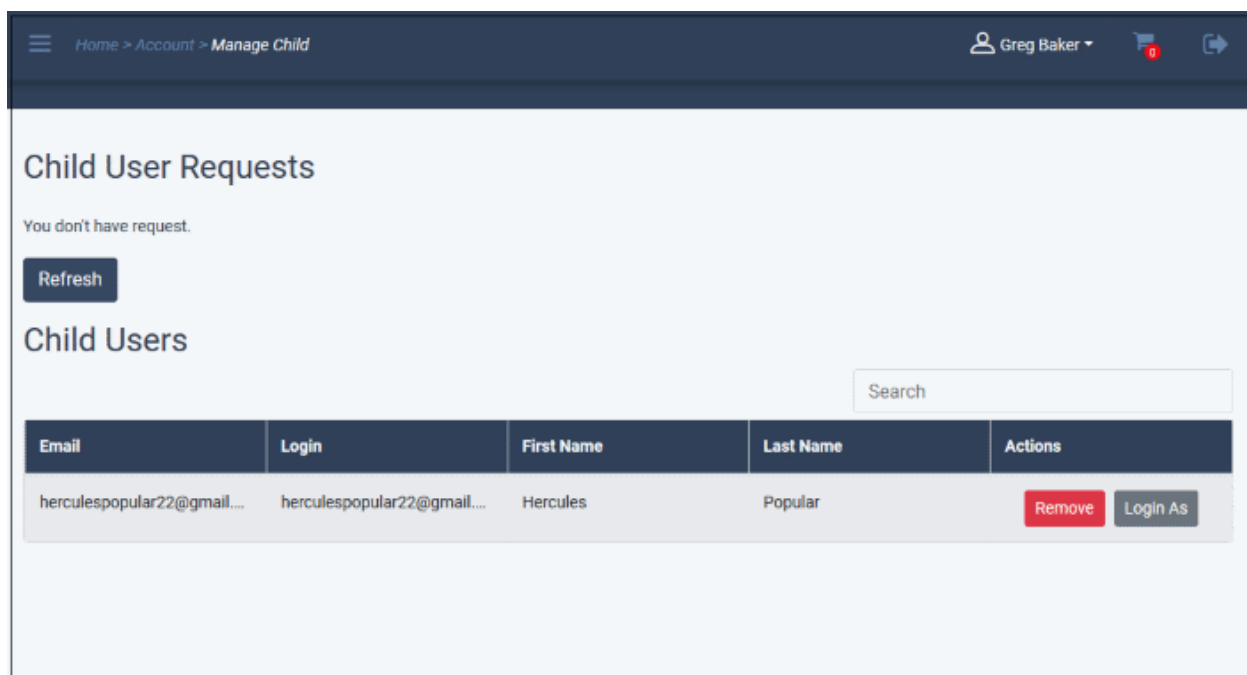 Home > Account > Manage Child
Greg Baker
0
Child User Requests
You don't have request.
Refresh
Child Users
Search
Email Login First Name Last Name Actions
herculespopular22@gmail.... herculespopular22@gmail.... Hercules Popular Remove Login As